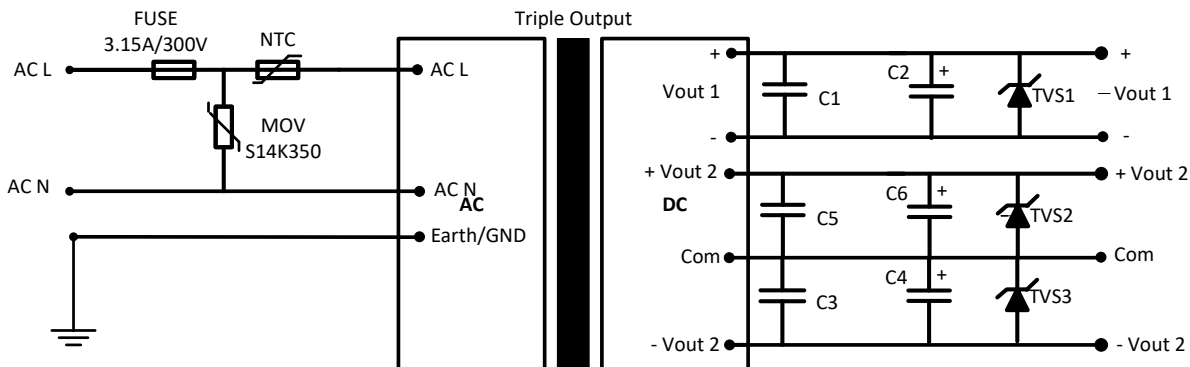 FUSE
3.15A/300V
NTC
Triple Output
AC L
AC L
MOV
S14K350
AC N
AC N
AC
Earth/GND
DC
+
Vout 1
-
+ Vout 2
Com
- Vout 2
C1
C2
+
TVS1
C5
C6
+
TVS2
C3
C4
+
TVS3
+
Vout 1
-
+ Vout 2
Com
- Vout 2